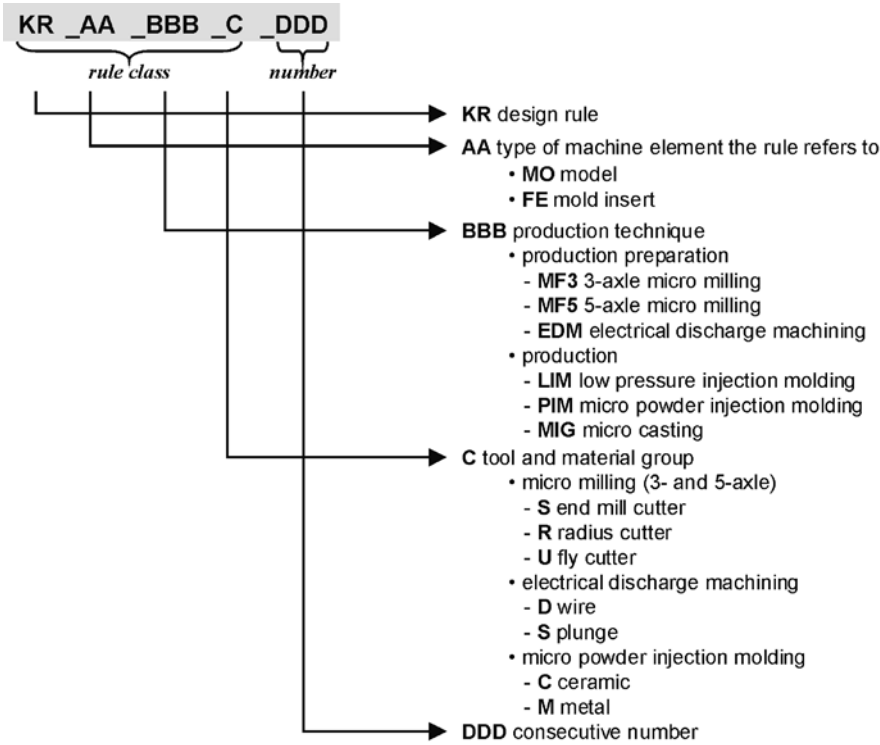 KR _AA _BBB _C _DDD
rule class number
KR design rule
AA type of machine element the rule refers to
• MO model
• FE mold insert
BBB production technique
• production preparation
- MF3 3-axle micro milling
- MF5 5-axle micro milling
- EDM electrical discharge machining
• production
- LIM low pressure injection molding
- PIM micro powder injection molding
- MIG micro casting
C tool and material group
• micro milling (3- and 5-axle)
- S end mill cutter
- R radius cutter
- U fly cutter
• electrical discharge machining
- D wire
- S plunge
• micro powder injection molding
- C ceramic
- M metal
DDD consecutive number